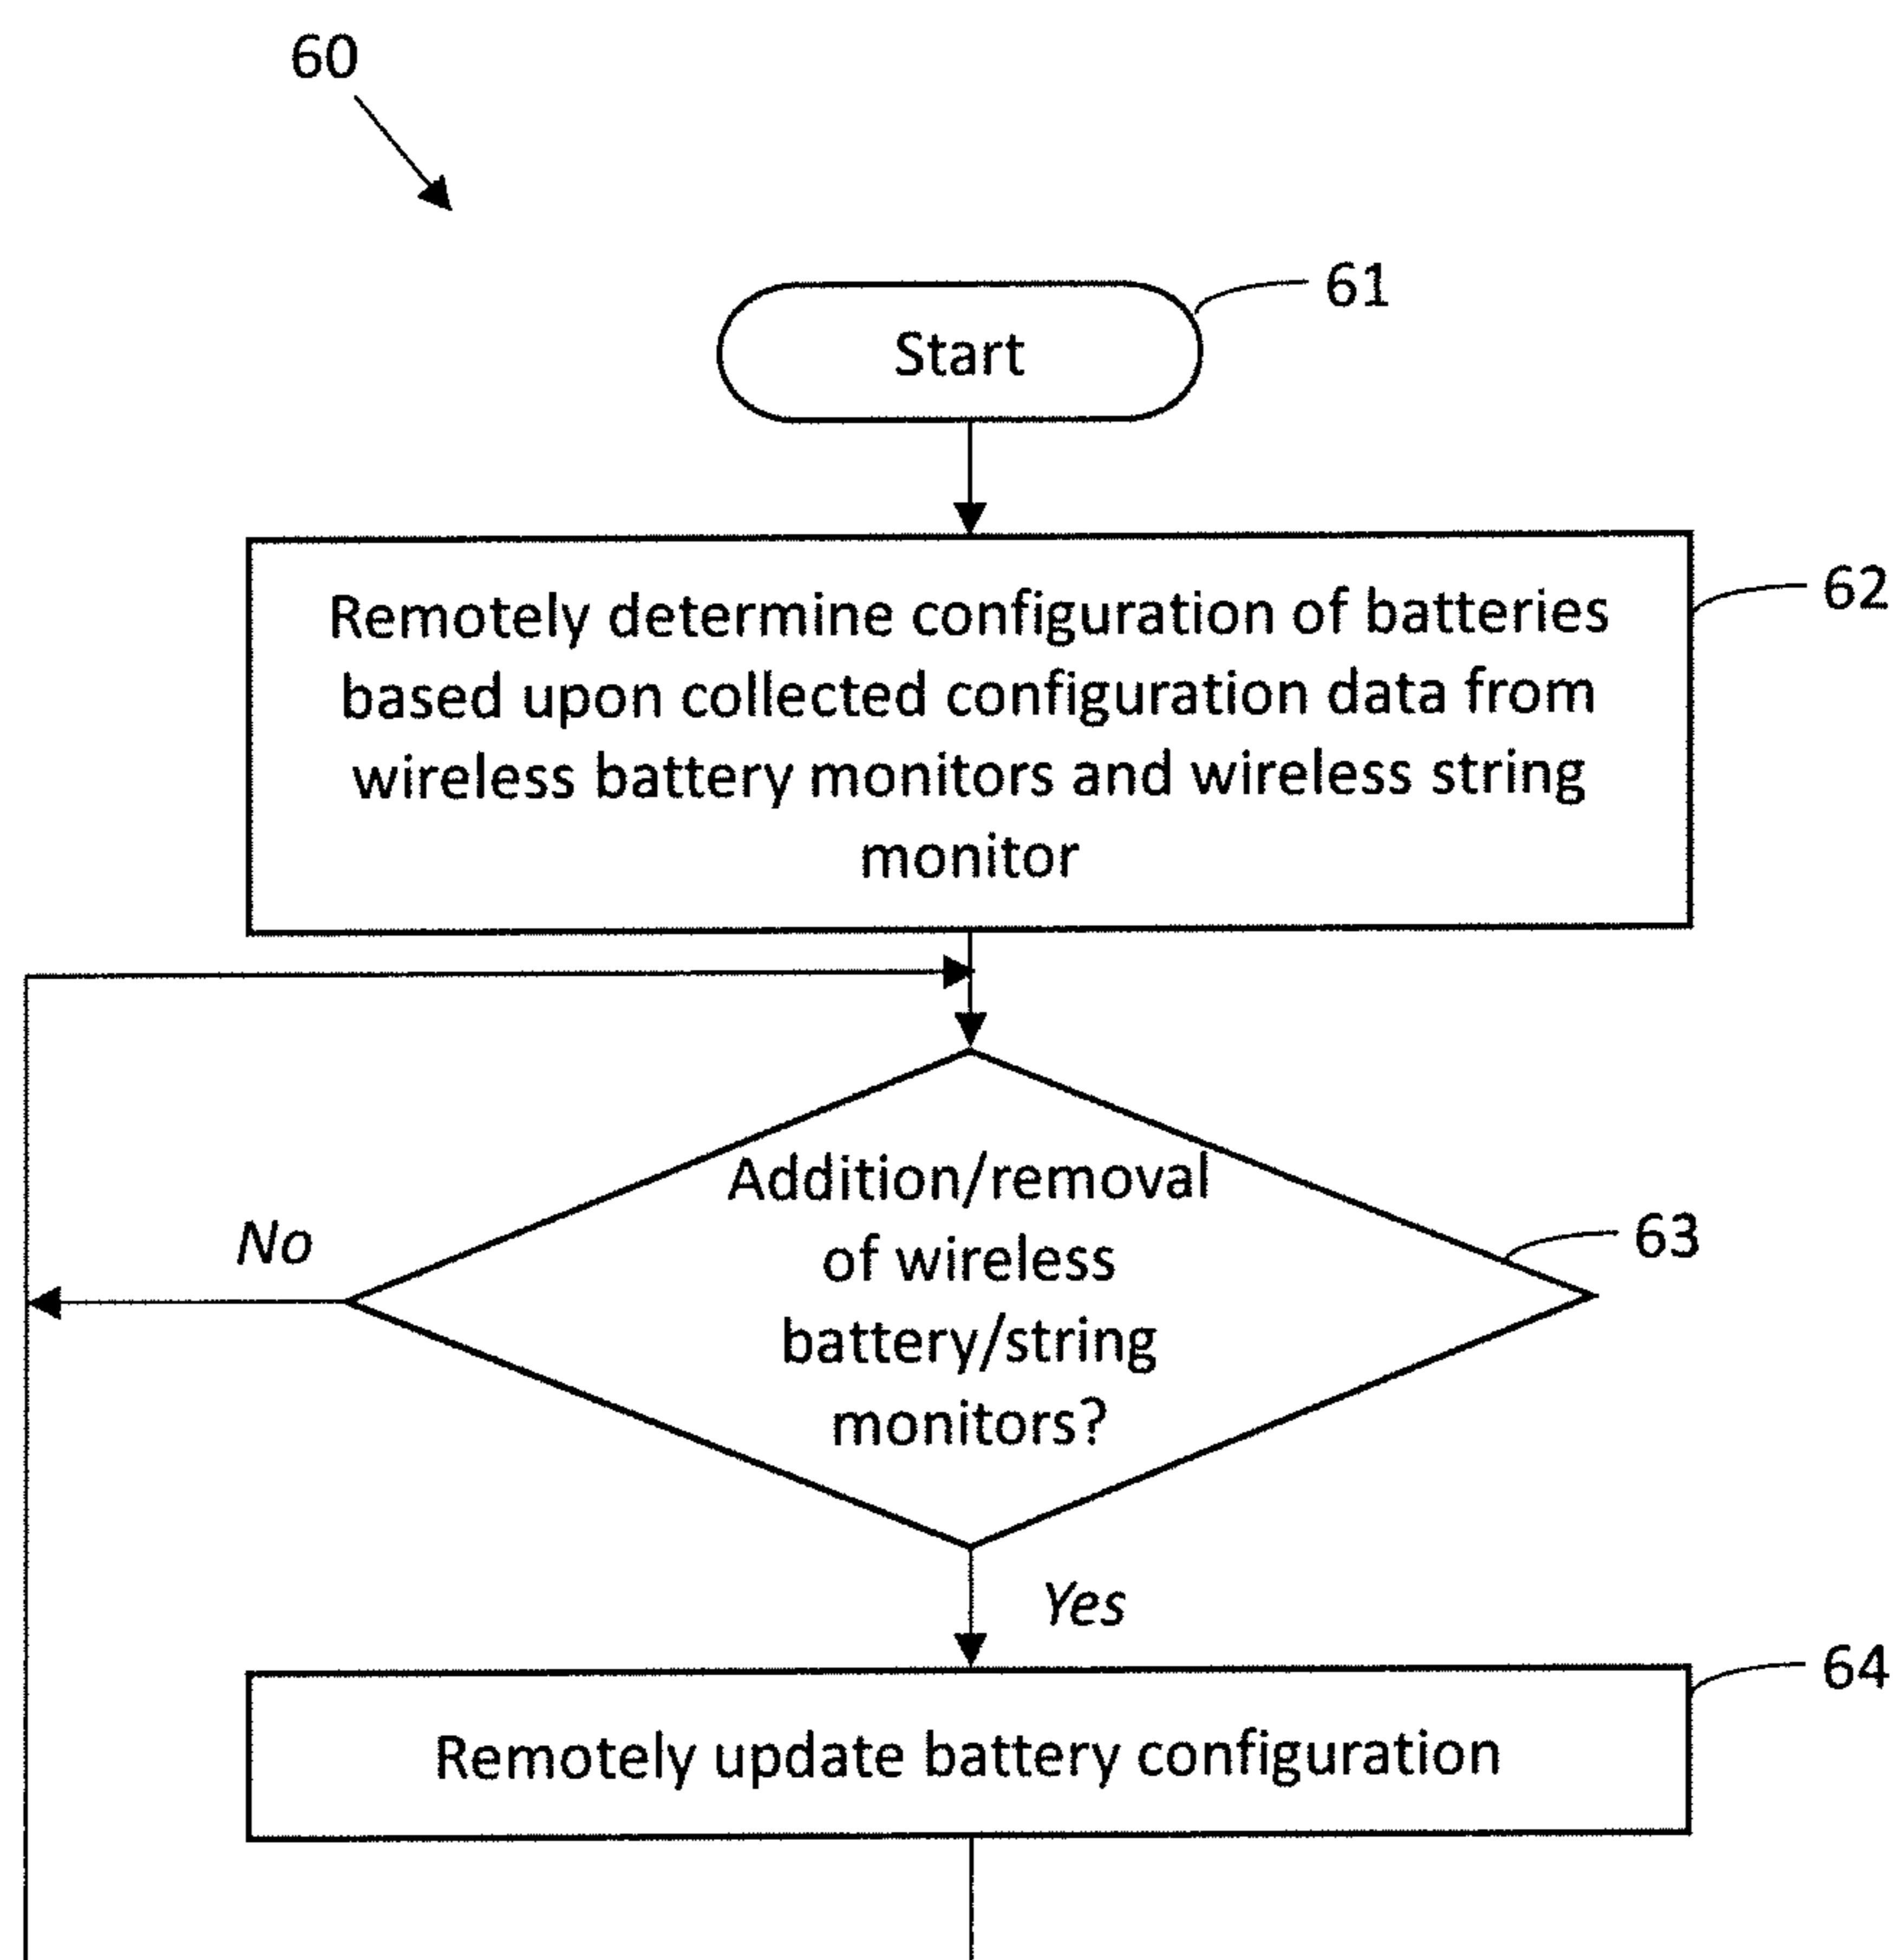 60
61
Start
62
Remotely determine configuration of batteries
based upon collected configuration data from
wireless battery monitors and wireless string
monitor
Addition/removal
of wireless
battery/string
monitors?
No
63
Yes
64
Remotely update battery configuration